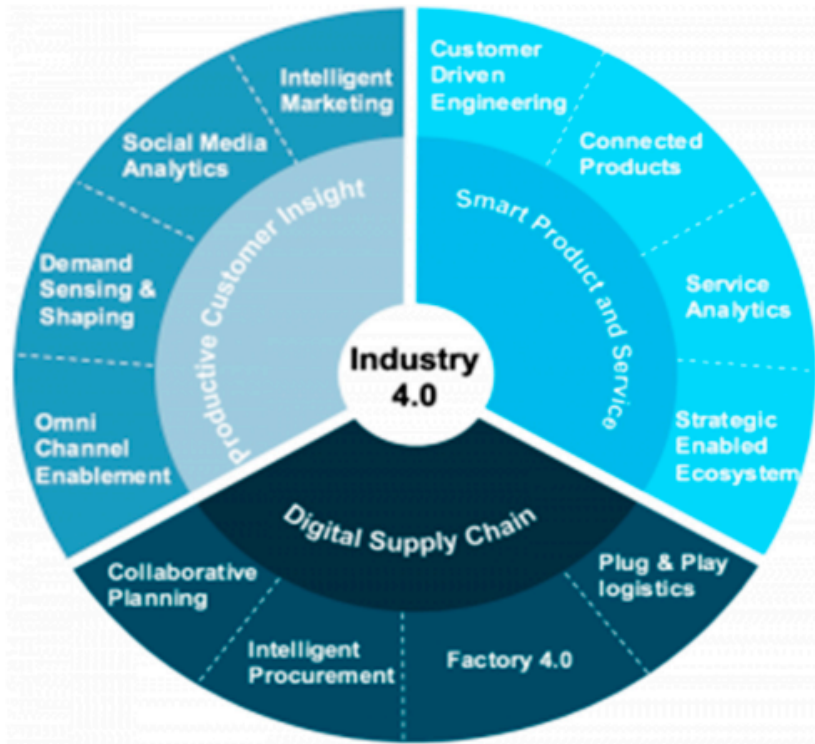 Intelligent
Marketing
Social Media
Analytics
Demand
Sensing &
Shaping
Omni
Channel
Enablement
Productive Customer Insight
Customer
Driven
Engineering
Connected
Products
Service
Analytics
Strategic
Enabled
Ecosystem
Smart Product and Service
Industry
4.0
Digital Supply Chain
Collaborative
Planning
Intelligent
Procurement
Factory 4.0
Plug & Play
logistics